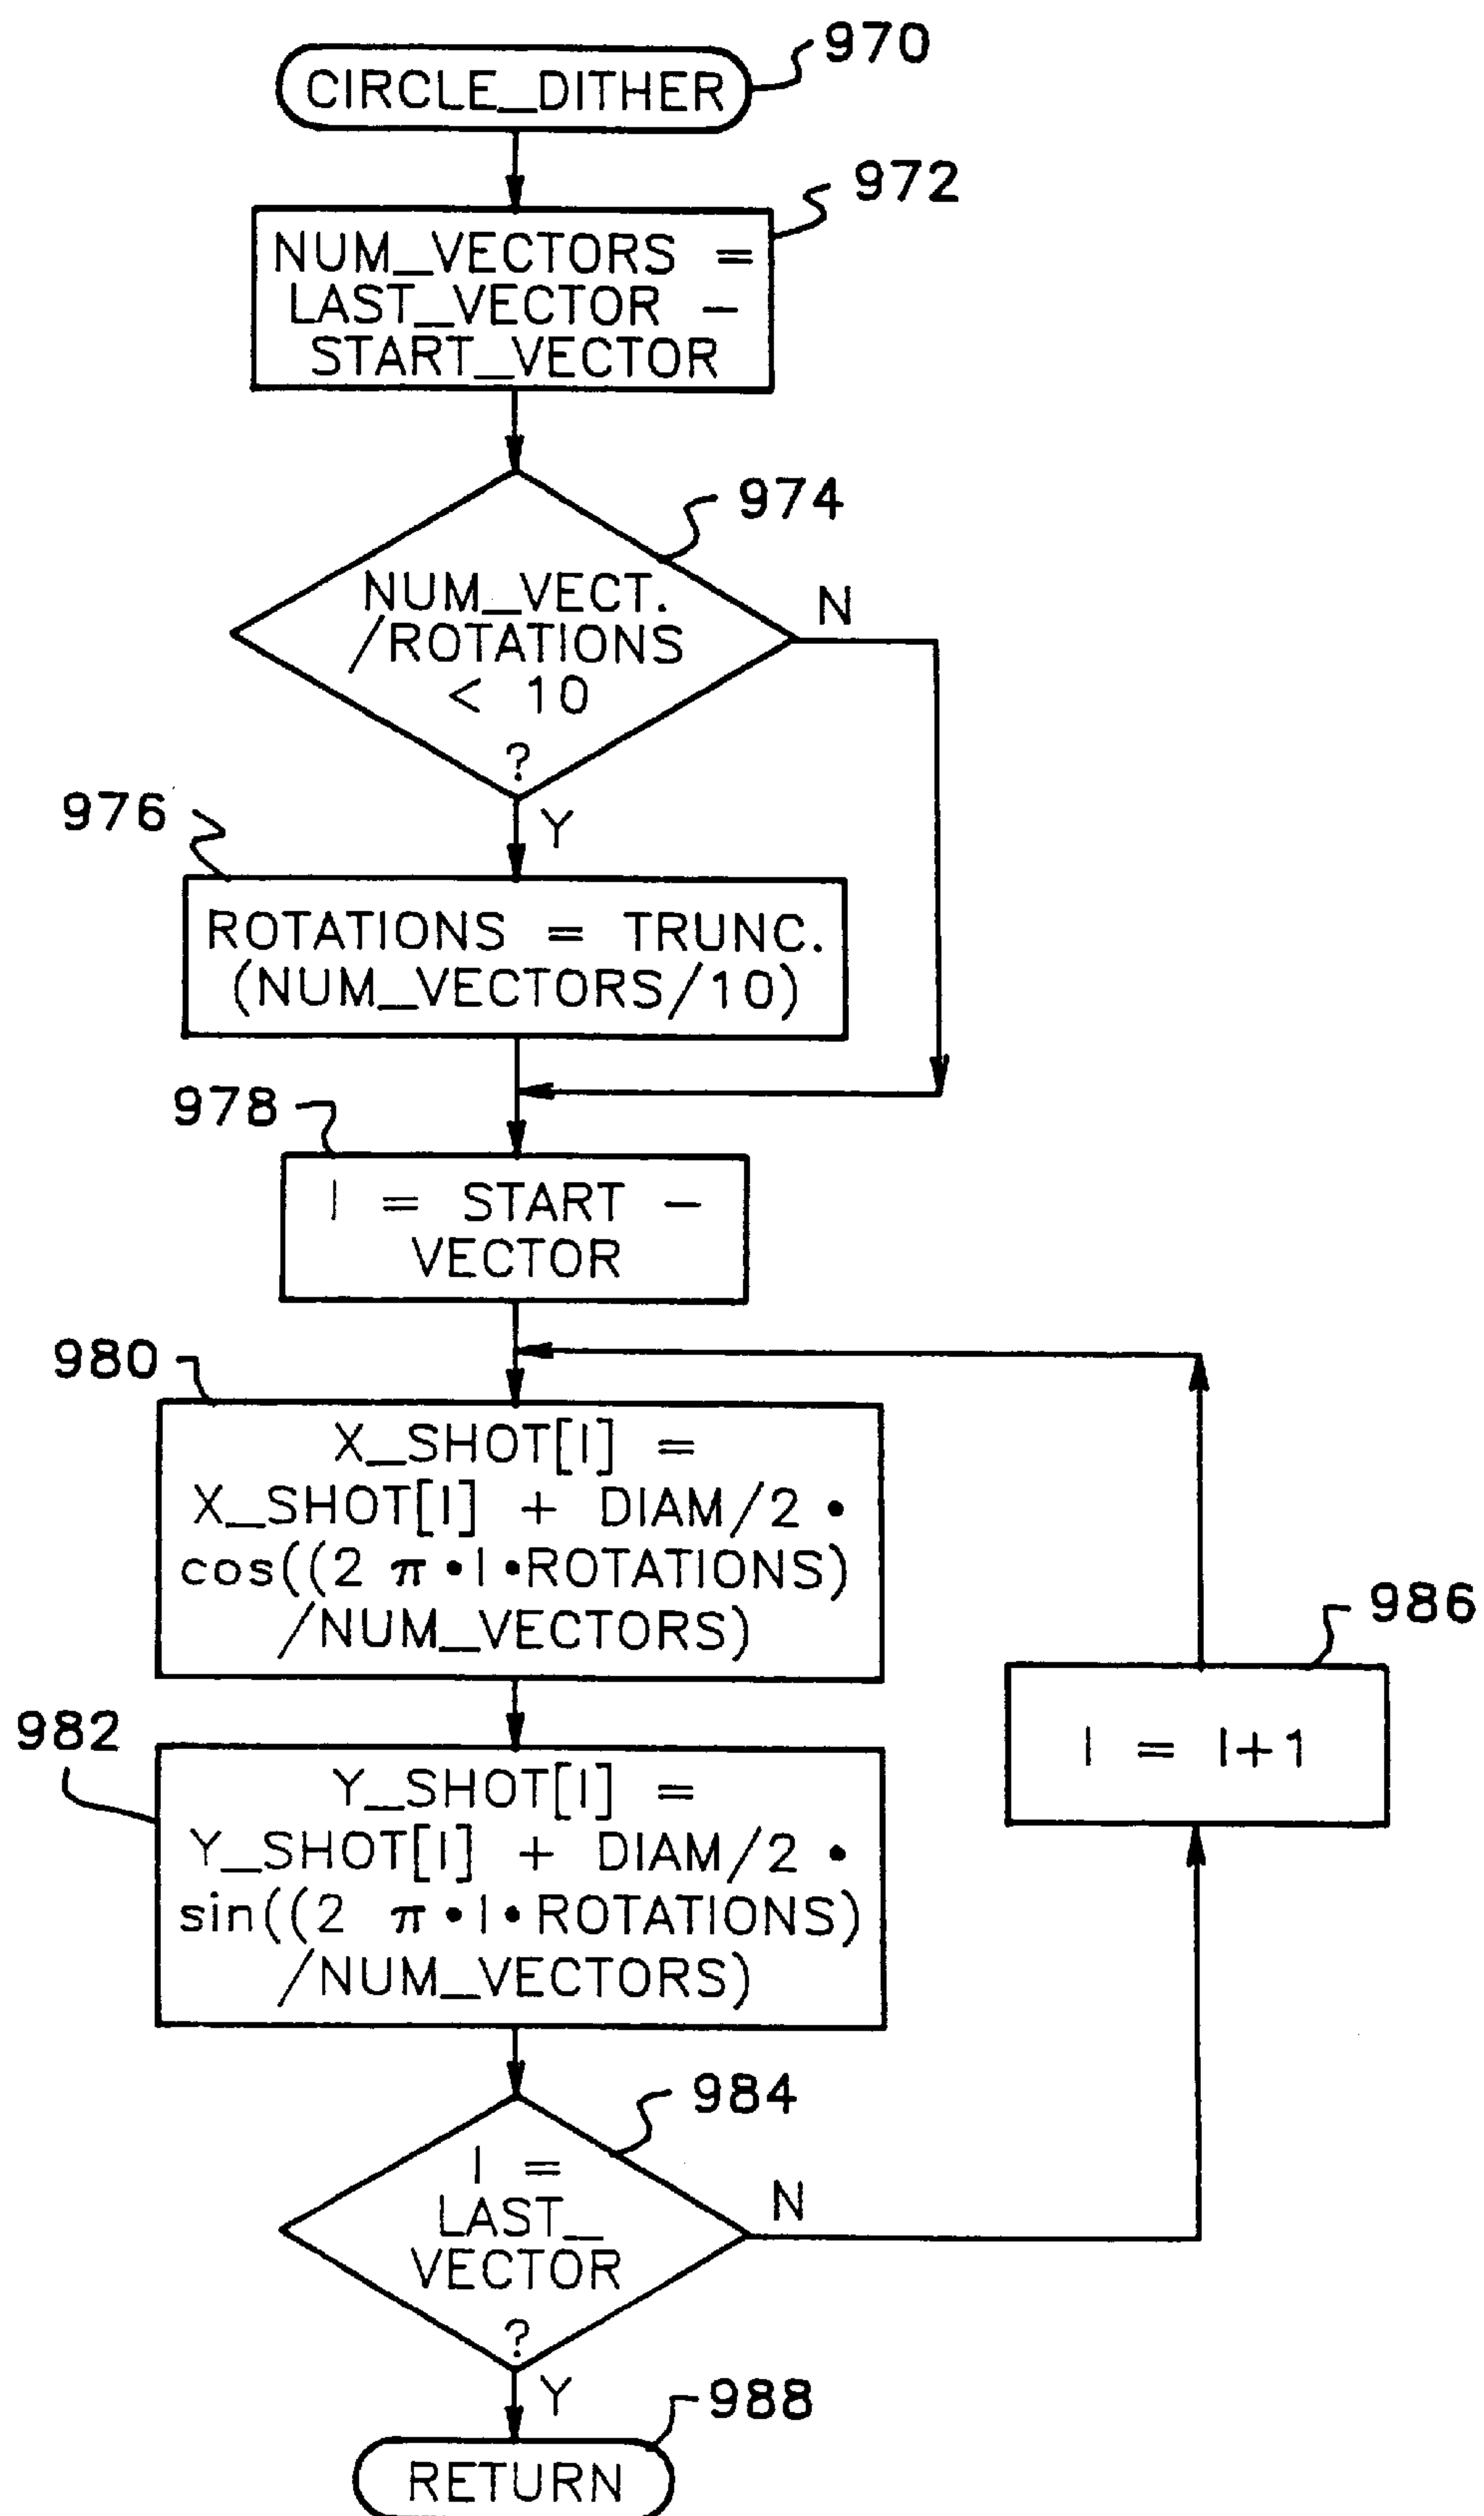 970
CIRCLE_DITHER
972
NUM_VECTORS =
LAST_VECTOR –
START_VECTOR
974
NUM_VECT.
/ROTATIONS
< 10
?
N
Y
976
ROTATIONS = TRUNC.
(NUM_VECTORS/10)
978
I = START –
VECTOR
980
X_SHOT[I] =
X_SHOT[I] + DIAM/2 •
cos((2 π•I•ROTATIONS)
/NUM_VECTORS)
982
Y_SHOT[I] =
Y_SHOT[I] + DIAM/2 •
sin((2 π•I•ROTATIONS)
/NUM_VECTORS)
986
I = I+1
984
I =
LAST_
VECTOR
?
N
Y
988
RETURN